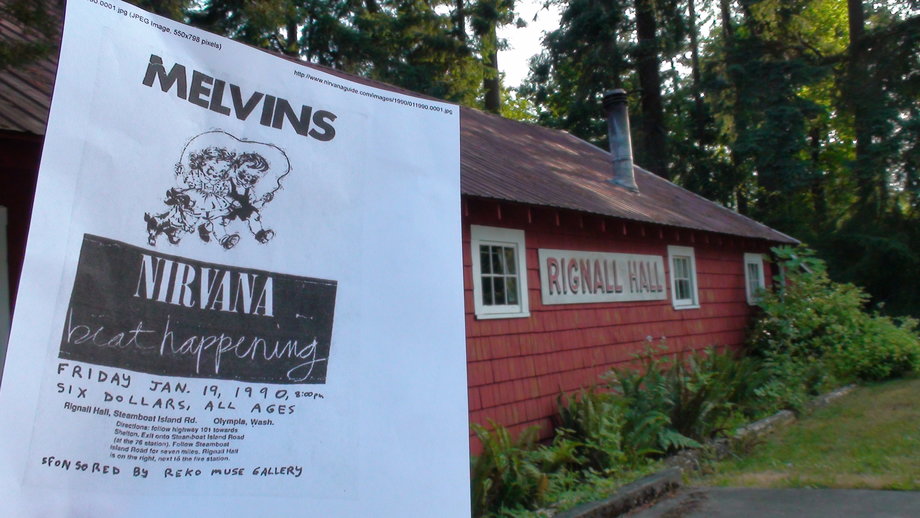 00.0001.jpg (JPEG Image, 550x798 pixels)
http://www.nirvanaguide.com/images/1990/011990.0001.jpg
MELVINS
NIRVANA
beat happening
FRIDAY JAN. 19, 1990, 8:00pm
SIX DOLLARS, ALL AGES
Rignall Hall, Steamboat Island Rd. Olympia, Wash.
Directions: follow highway 101 towards
Shelton. Exit onto Steamboat Island Road
(at the 76 station). Follow Steamboat
Island Road for seven miles. Rignall Hall
is on the right, next to the fire station.
SPONSORED BY REKO MUSE GALLERY
RIGNALL HALL